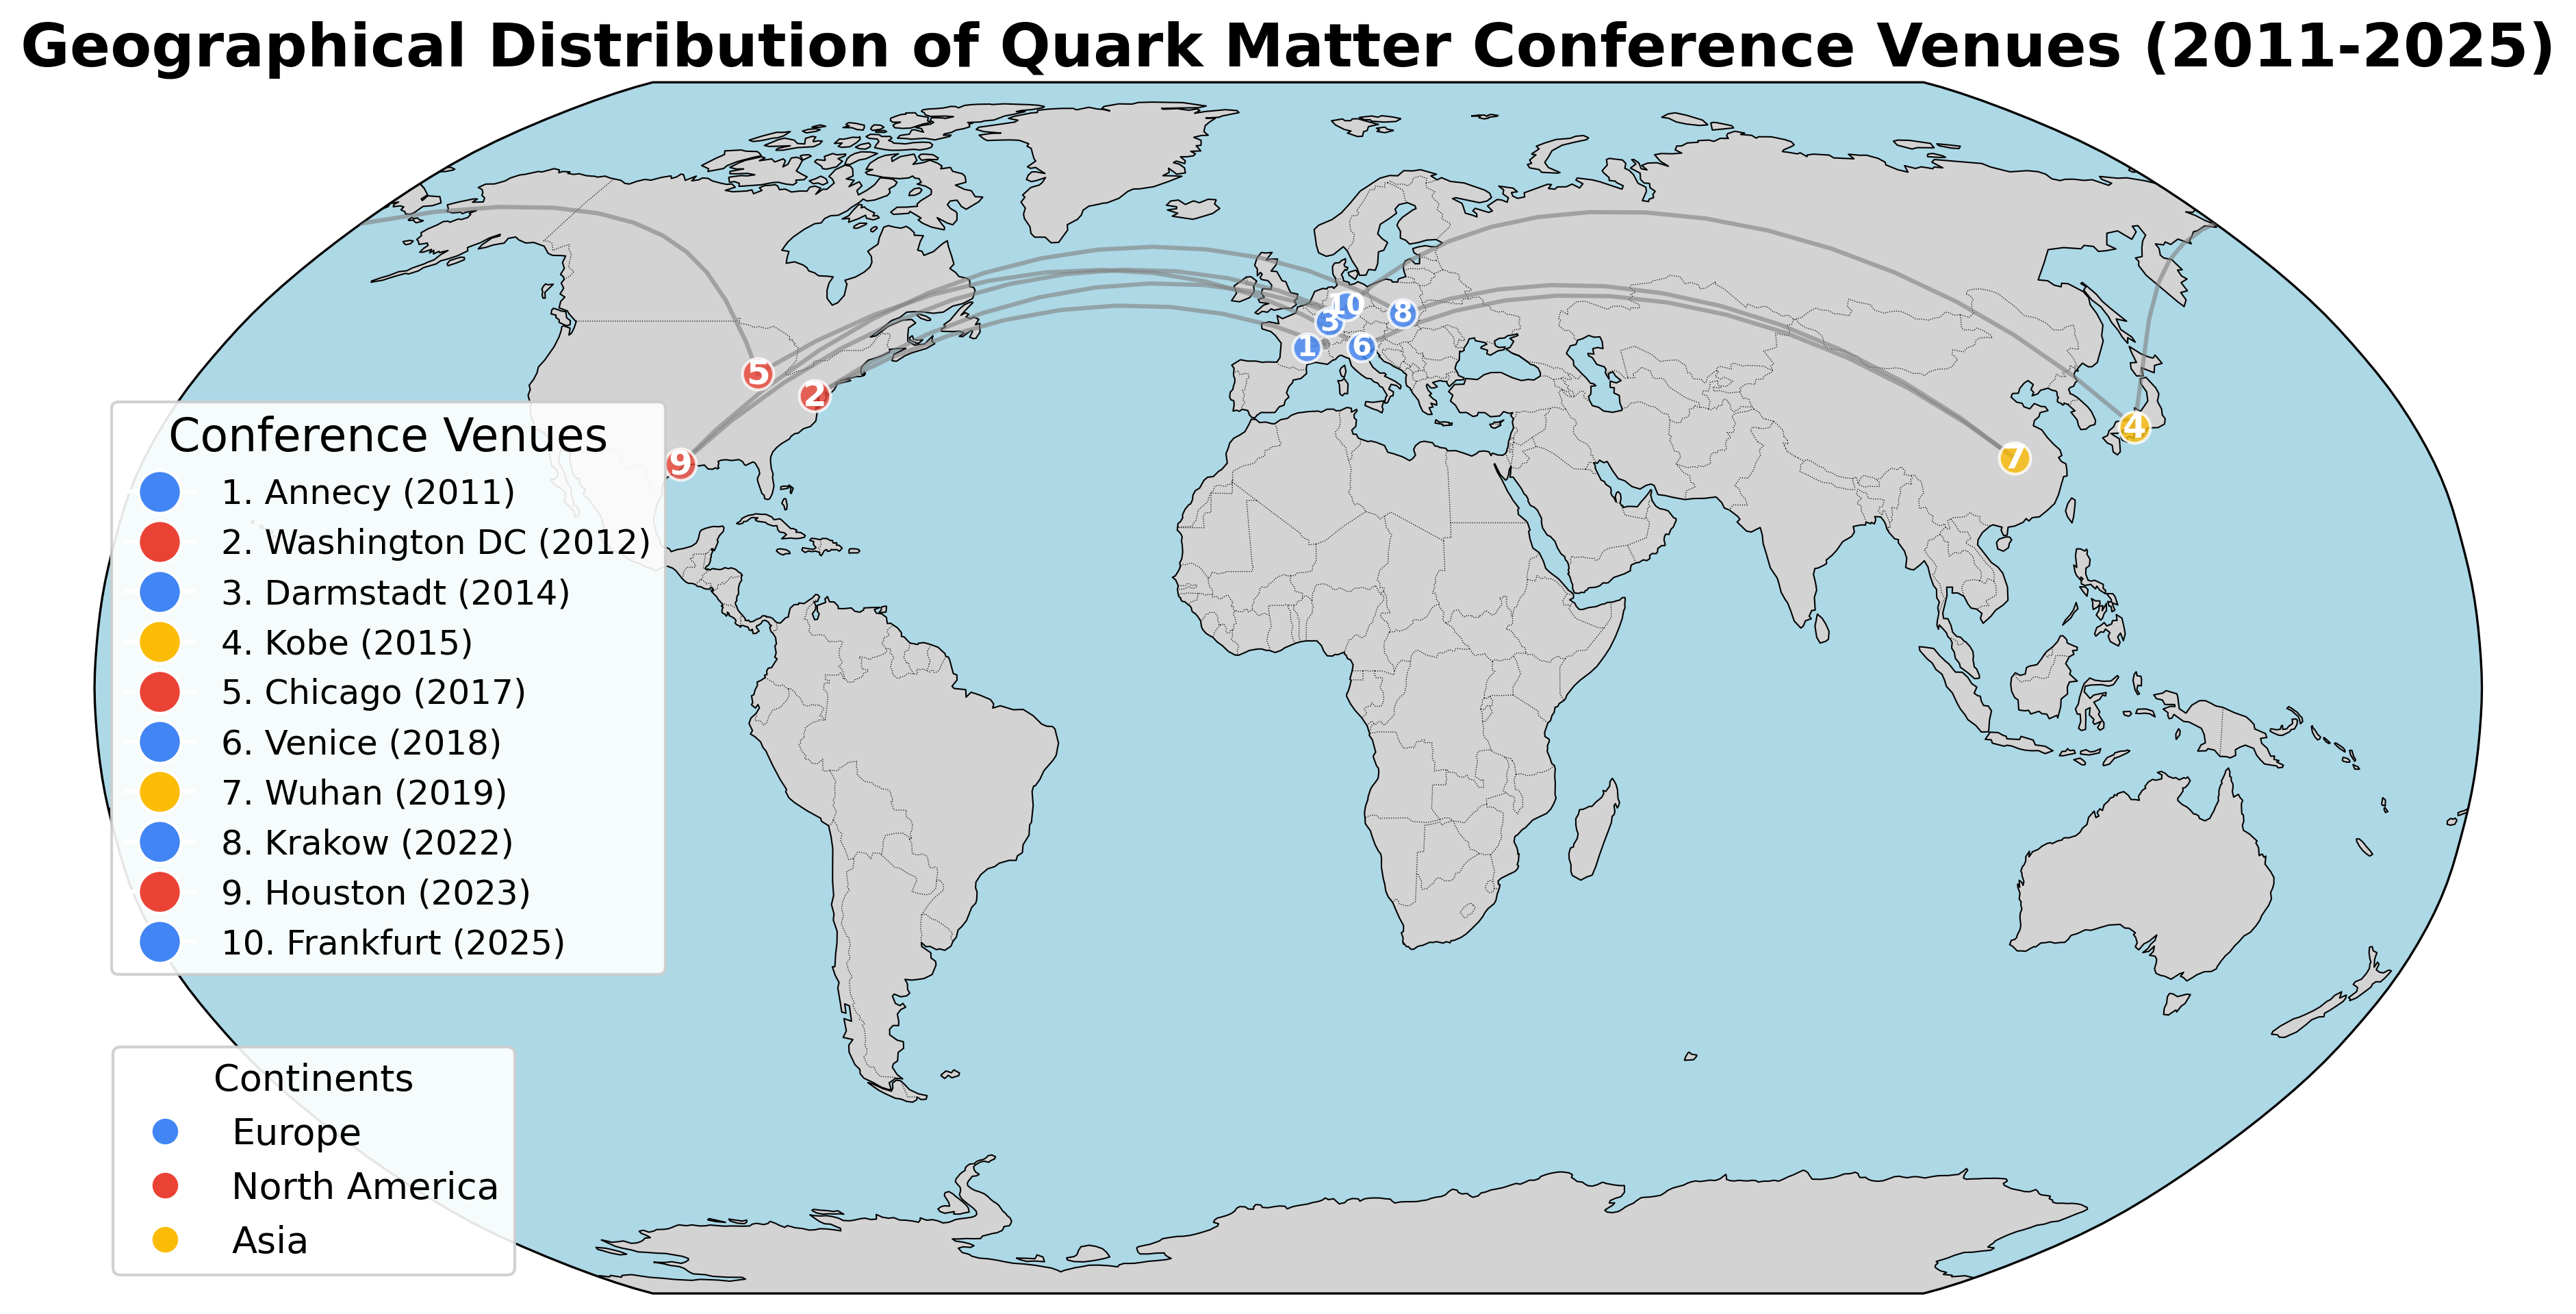 Geographical Distribution of Quark Matter Conference Venues (2011-2025)
10
3
8
1
6
5
2
9
4
7
Conference Venues
1. Annecy (2011)
2. Washington DC (2012)
3. Darmstadt (2014)
4. Kobe (2015)
5. Chicago (2017)
6. Venice (2018)
7. Wuhan (2019)
8. Krakow (2022)
9. Houston (2023)
10. Frankfurt (2025)
Continents
Europe
North America
Asia